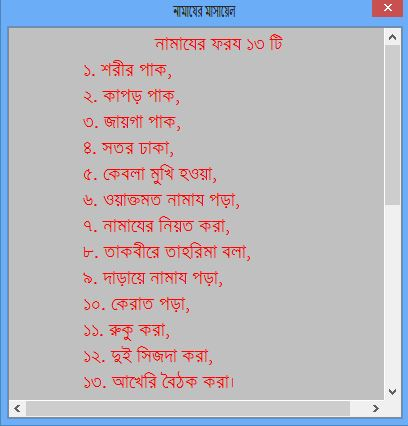 নামাযের মাসায়েল
নামাযের ফরয ১৩ টি
১. শরীর পাক,
২. কাপড় পাক,
৩. জায়গা পাক,
৪. সতর ঢাকা,
৫. কেবলা মুখি হওয়া,
৬. ওয়াক্তমত নামায পড়া,
৭. নামাযের নিয়ত করা,
৮. তাকবীরে তাহরিমা বলা,
৯. দাড়ায়ে নামায পড়া,
১০. কেরাত পড়া,
১১. রুকু করা,
১২. দুই সিজদা করা,
১৩. আখেরি বৈঠক করা।